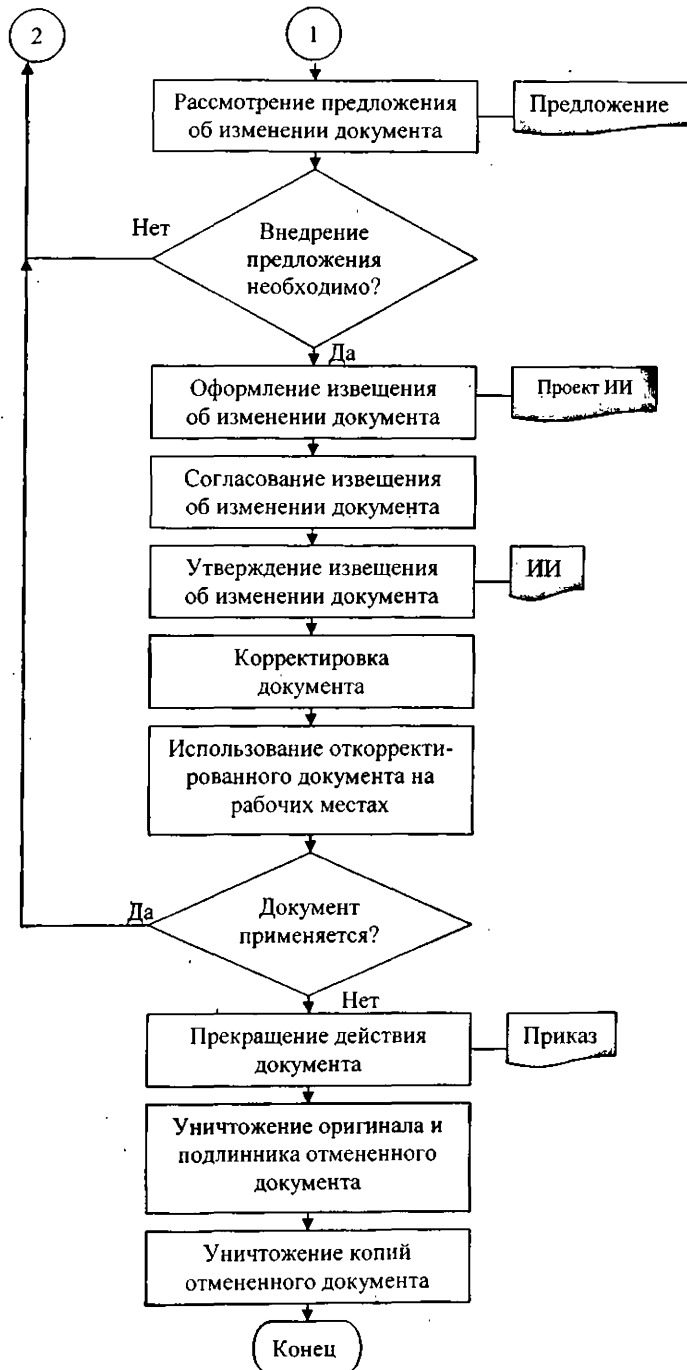 2
1
Рассмотрение предложения
об изменении документа
Предложение
Нет
Внедрение
предложения
необходимо?
Да
Оформление извещения
об изменении документа
Проект ИИ
Согласование извещения
об изменении документа
Утверждение извещения
об изменении документа
ИИ
Корректировка
документа
Использование откорректи-
рованного документа на
рабочих местах
Да
Документ
применяется?
Нет
Прекращение действия
документа
Приказ
Уничтожение оригинала и
подлинника отмененного
документа
Уничтожение копий
отмененного документа
Конец